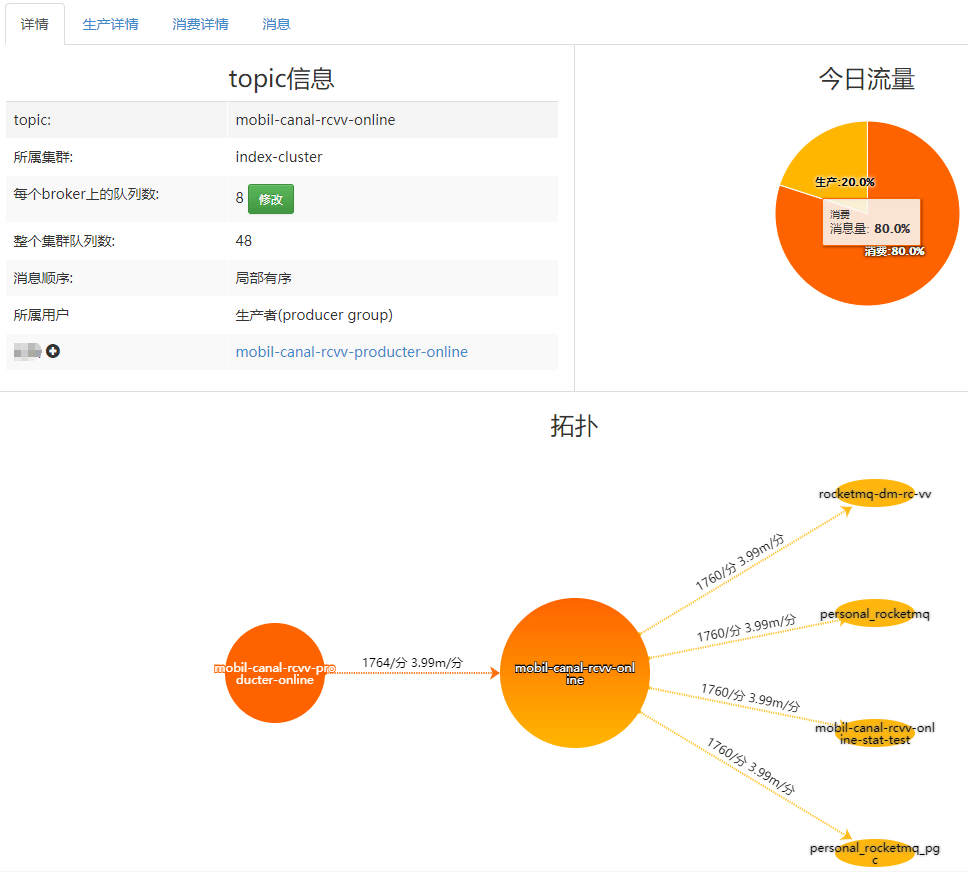 详情 生产详情 消费详情 消息
topic信息
topic: mobil-canal-rcvv-online
所属集群: index-cluster
每个broker上的队列数: 8 修改
整个集群队列数: 48
消息顺序: 局部有序
所属用户 生产者(producer group)
mobil-canal-rcvv-producter-online
今日流量
生产:20.0%
消费
消息量: 80.0%
消费:80.0%
拓扑
rocketmq-dm-rc-vv
1760/分 3.99m/分
personal_rocketmq
1760/分 3.99m/分
mobil-canal-rcvv-pro
ducter-online
1764/分 3.99m/分
mobil-canal-rcvv-onl
ine
1760/分 3.99m/分
mobil-canal-rcvv-onl
ine-stat-test
1760/分 3.99m/分
personal_rocketmq_pg
c